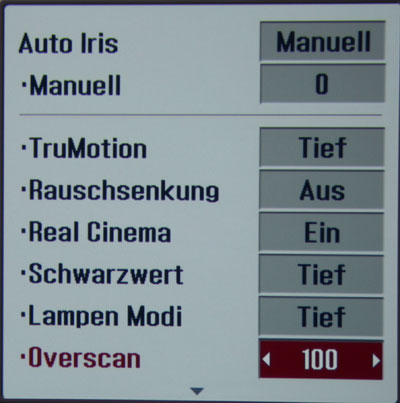 Auto Iris Manuell
·Manuell 0
·TruMotion Tief
·Rauschsenkung Aus
·Real Cinema Ein
·Schwarzwert Tief
·Lampen Modi Tief
·Overscan 100